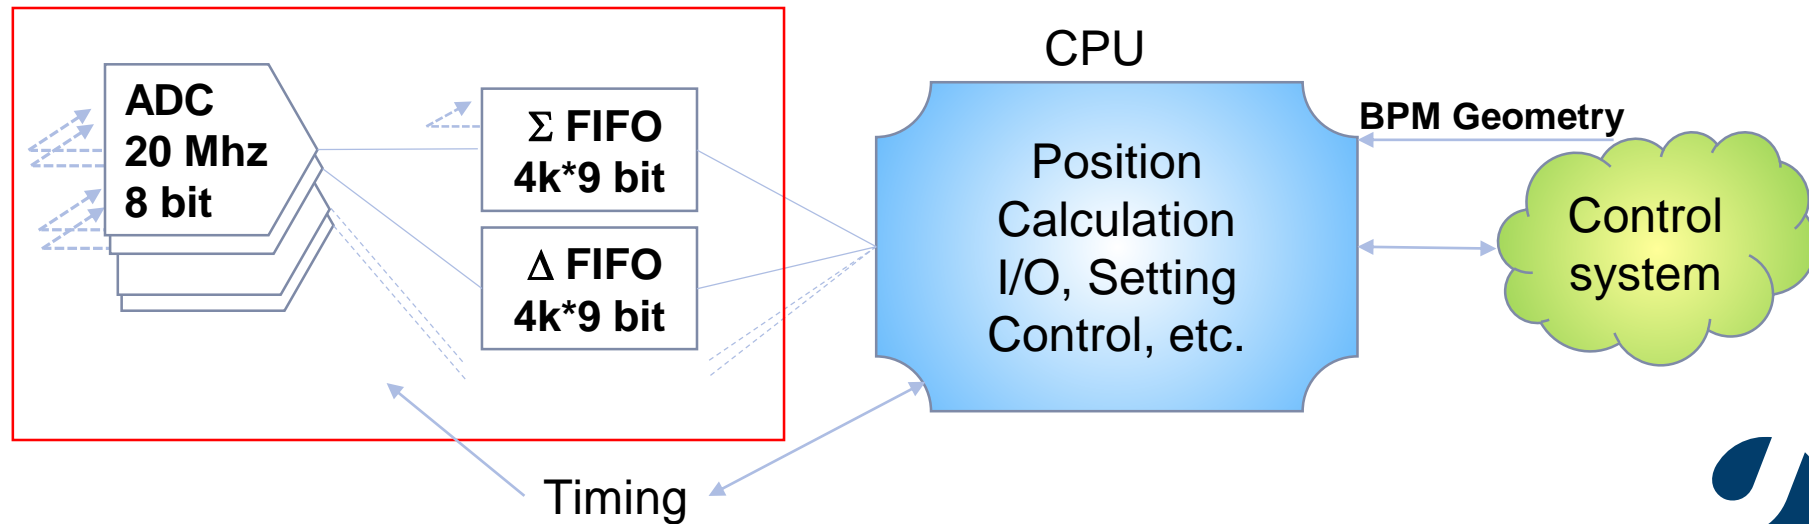 CPU
ADC
20 Mhz
8 bit
Σ FIFO
4k*9 bit
Δ FIFO
4k*9 bit
Position
Calculation
I/O, Setting
Control, etc.
BPM Geometry
Control
system
Timing